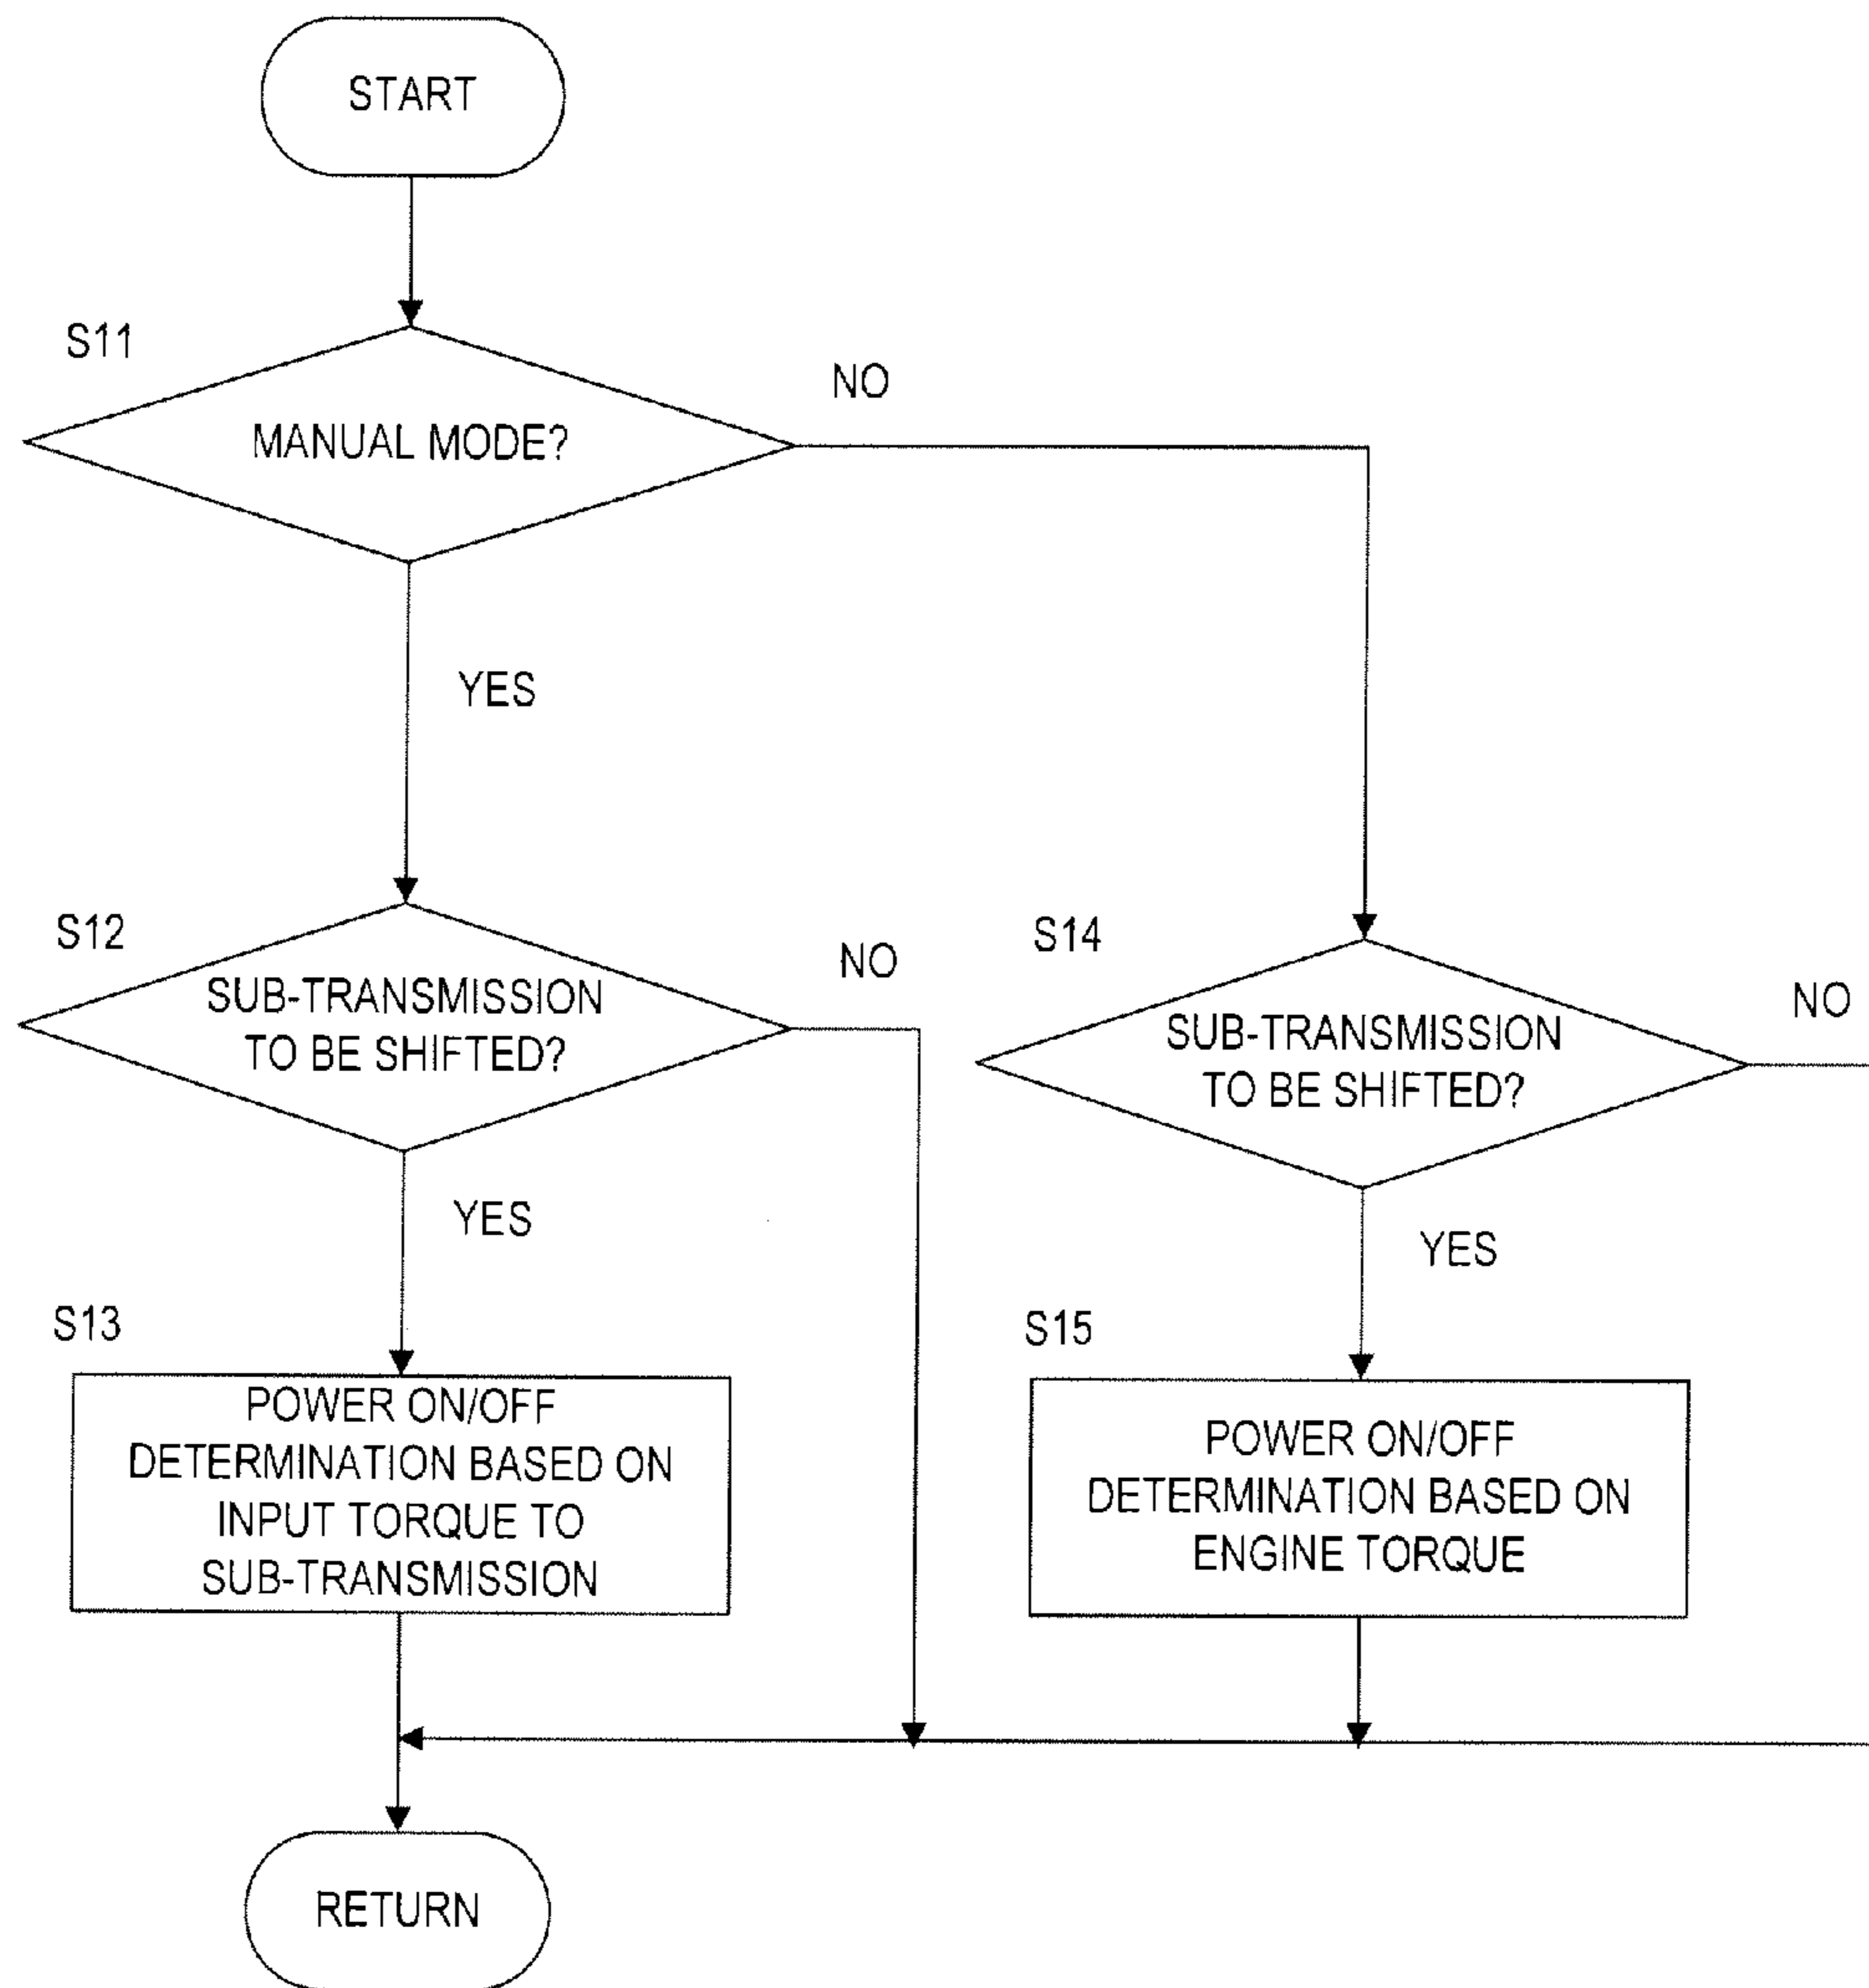 START
S11
MANUAL MODE?
NO
YES
S12
SUB-TRANSMISSION
TO BE SHIFTED?
NO
YES
S13
POWER ON/OFF
DETERMINATION BASED ON
INPUT TORQUE TO
SUB-TRANSMISSION
S14
SUB-TRANSMISSION
TO BE SHIFTED?
NO
YES
S15
POWER ON/OFF
DETERMINATION BASED ON
ENGINE TORQUE
RETURN